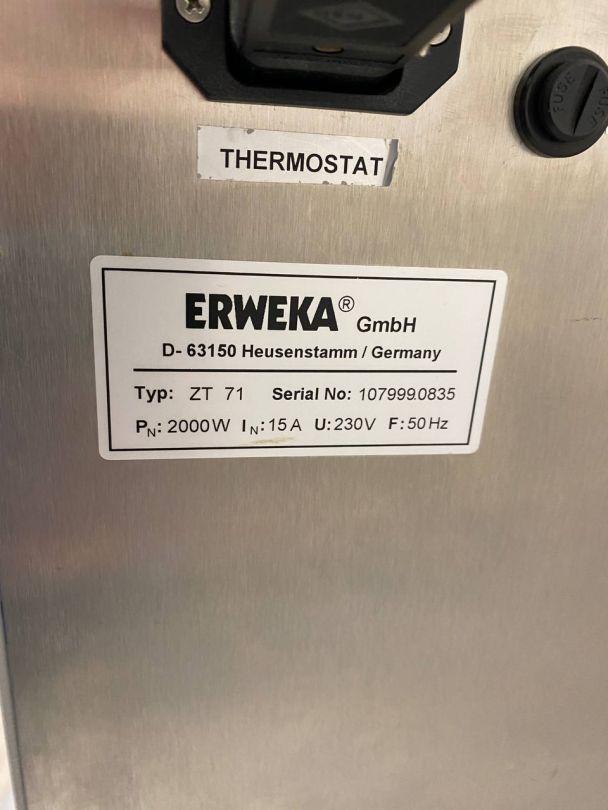 FUSE
THERMOSTAT
ERWEKA® GmbH
D- 63150 Heusenstamm / Germany
Typ: ZT 71 Serial No: 107999.0835
PN: 2000W IN: 15A U: 230V F: 50Hz